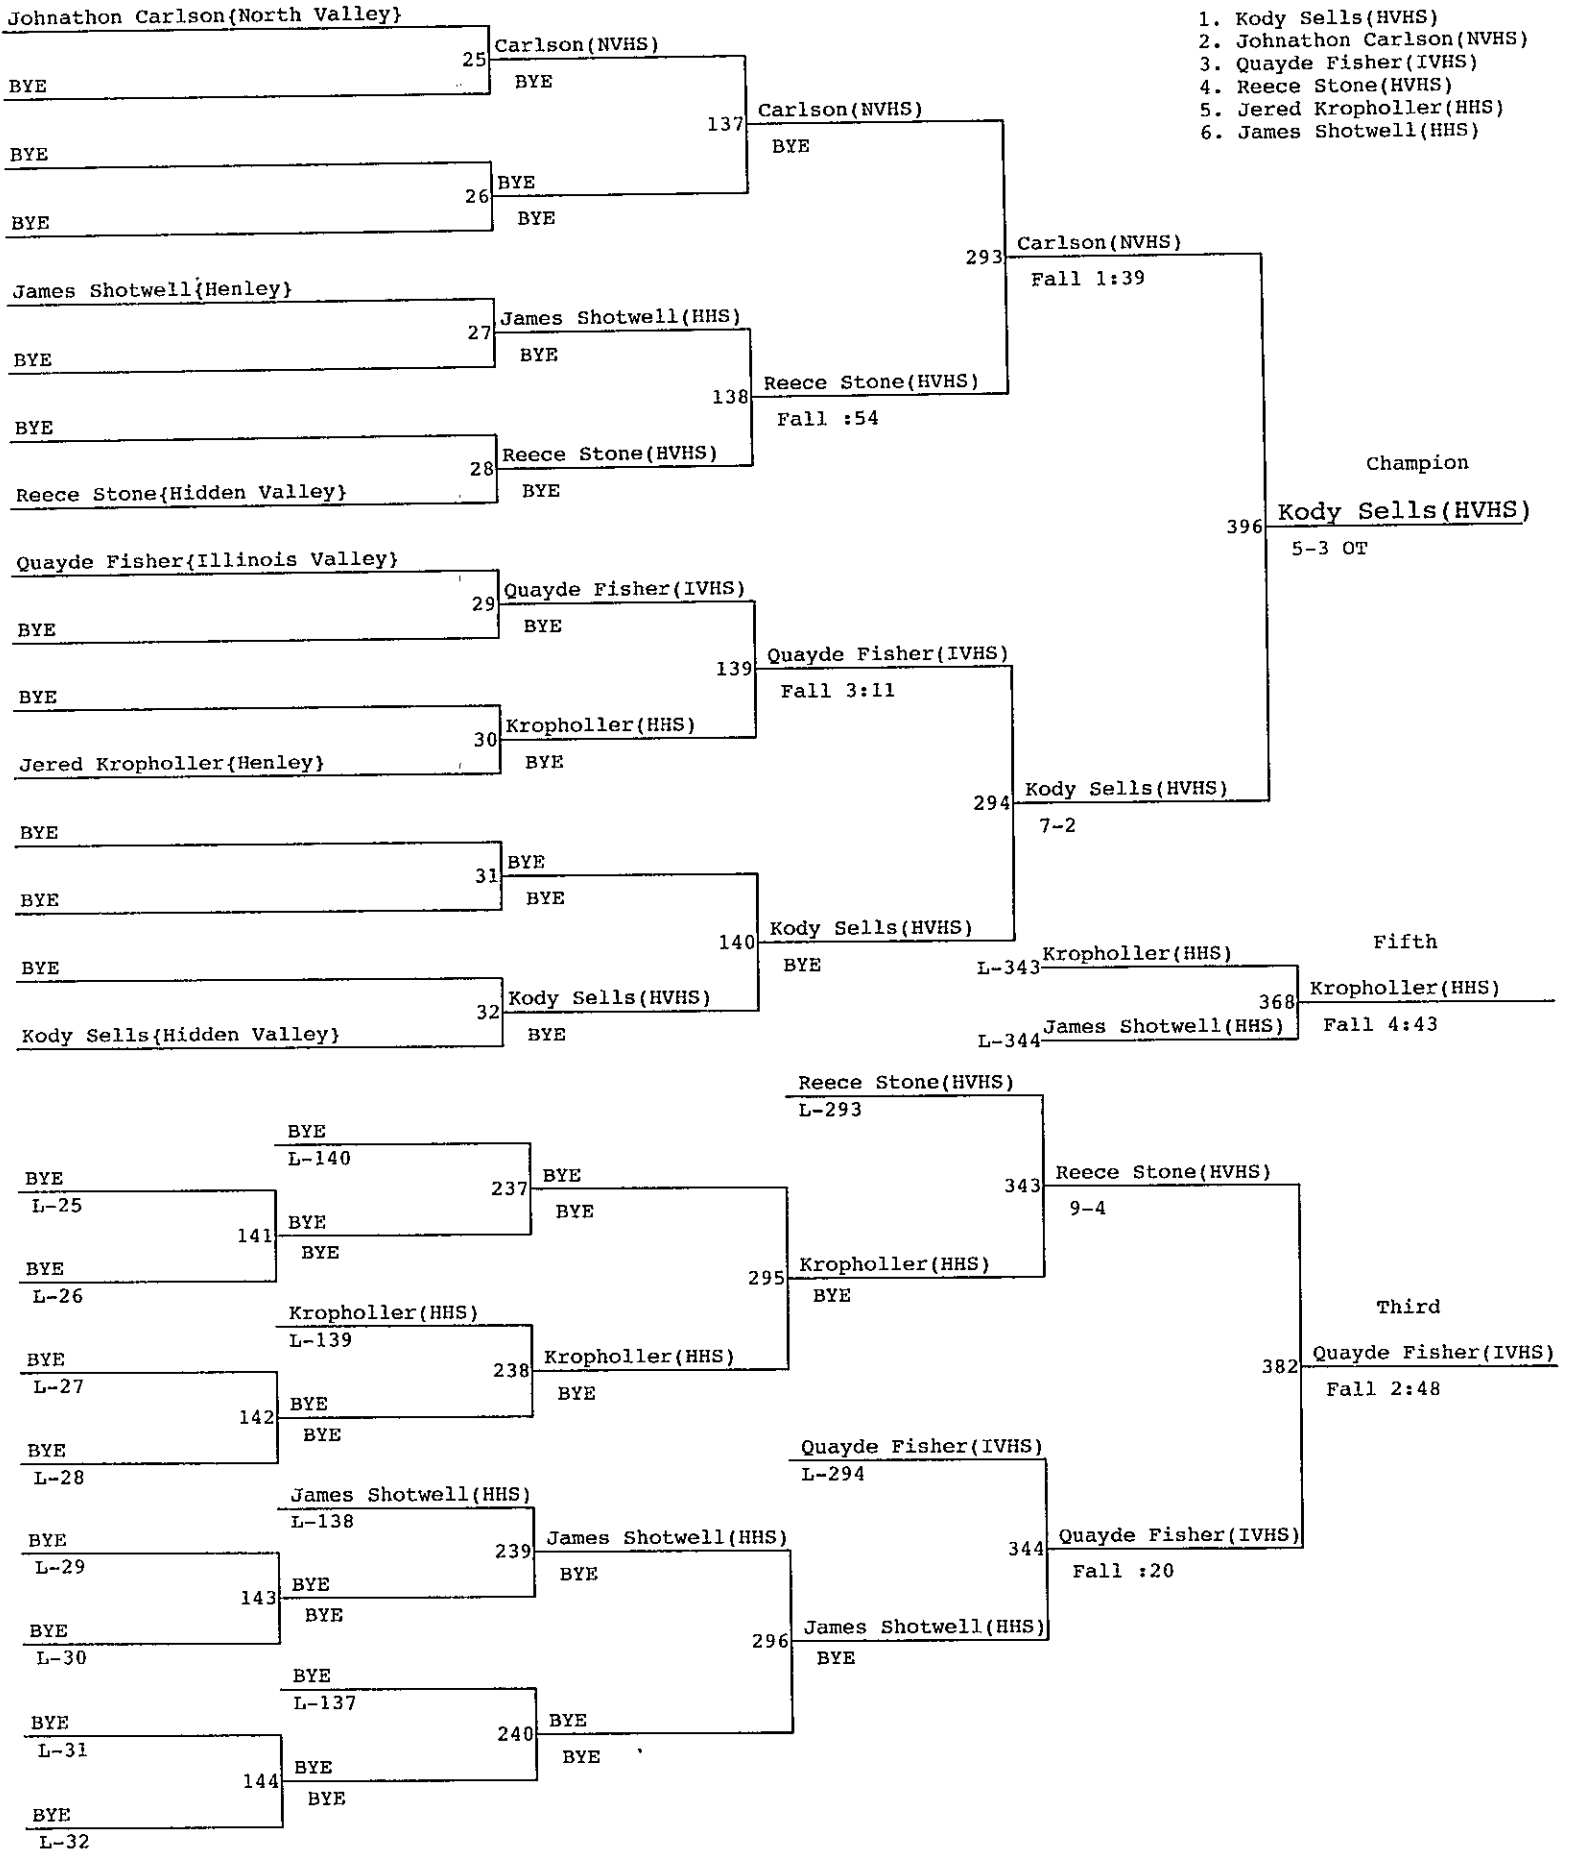 Johnathon Carlson{North Valley}
25
Carlson(NVHS)
BYE
BYE
137
Carlson(NVHS)
BYE
BYE
26
BYE
BYE
BYE
293
Carlson(NVHS)
Fall 1:39
James Shotwell{Henley}
27
James Shotwell(HHS)
BYE
BYE
138
Reece Stone(HVHS)
Fall :54
BYE
28
Reece Stone(HVHS)
BYE
Reece Stone{Hidden Valley}
1. Kody Sells(HVHS)
2. Johnathon Carlson(NVHS)
3. Quayde Fisher(IVHS)
4. Reece Stone(HVHS)
5. Jered Kropholler(HHS)
6. James Shotwell(HHS)
Champion
396
Kody Sells(HVHS)
5-3 OT
Quayde Fisher{Illinois Valley}
29
Quayde Fisher(IVHS)
BYE
BYE
139
Quayde Fisher(IVHS)
Fall 3:11
BYE
30
Kropholler(HHS)
BYE
Jered Kropholler{Henley}
294
Kody Sells(HVHS)
7-2
BYE
31
BYE
BYE
BYE
140
Kody Sells(HVHS)
BYE
BYE
32
Kody Sells(HVHS)
BYE
Kody Sells{Hidden Valley}
Fifth
L-343
Kropholler(HHS)
368
Kropholler(HHS)
Fall 4:43
L-344
James Shotwell(HHS)
Reece Stone(HVHS)
L-293
BYE
L-140
BYE
L-25
237
BYE
BYE
141
BYE
BYE
BYE
L-26
343
Reece Stone(HVHS)
9-4
295
Kropholler(HHS)
BYE
Kropholler(HHS)
L-139
BYE
L-27
238
Kropholler(HHS)
BYE
142
BYE
BYE
BYE
L-28
Third
382
Quayde Fisher(IVHS)
Fall 2:48
Quayde Fisher(IVHS)
L-294
James Shotwell(HHS)
L-138
BYE
L-29
239
James Shotwell(HHS)
BYE
344
Quayde Fisher(IVHS)
Fall :20
143
BYE
BYE
BYE
L-30
296
James Shotwell(HHS)
BYE
BYE
L-137
BYE
L-31
240
BYE
BYE
144
BYE
BYE
BYE
L-32